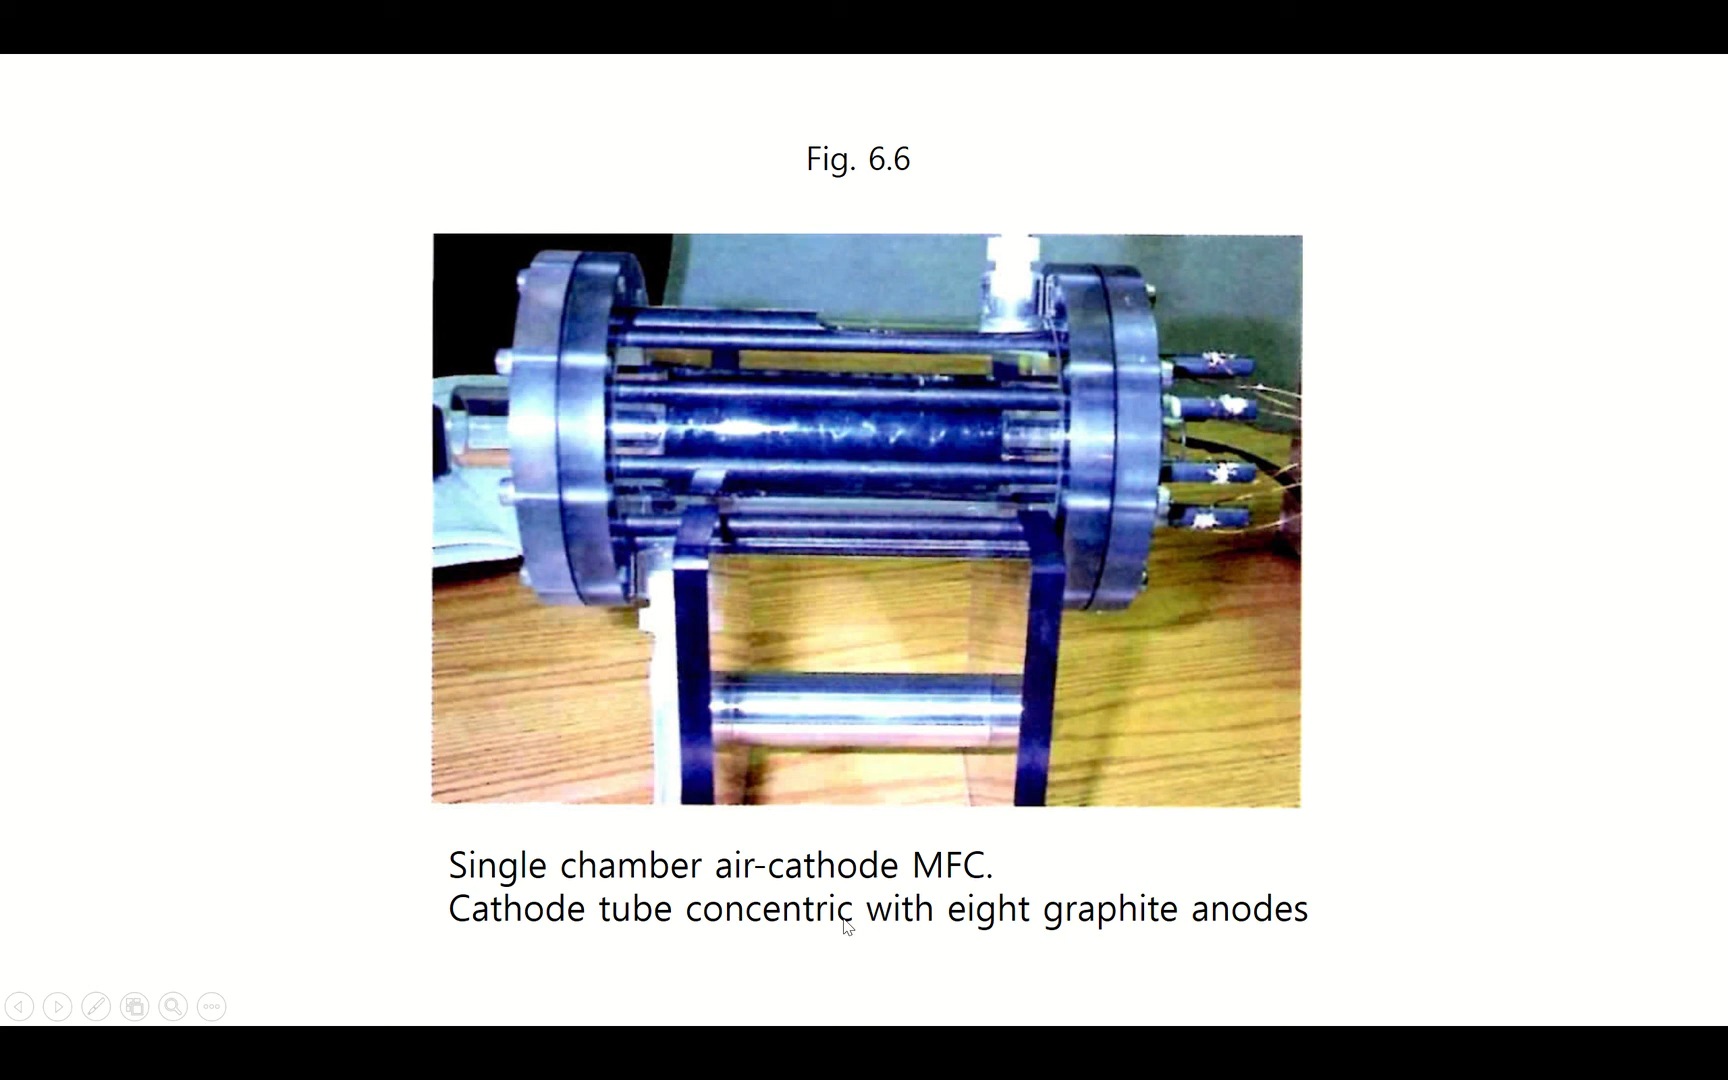 Fig. 6.6
Single chamber air-cathode MFC.
Cathode tube concentric with eight graphite anodes